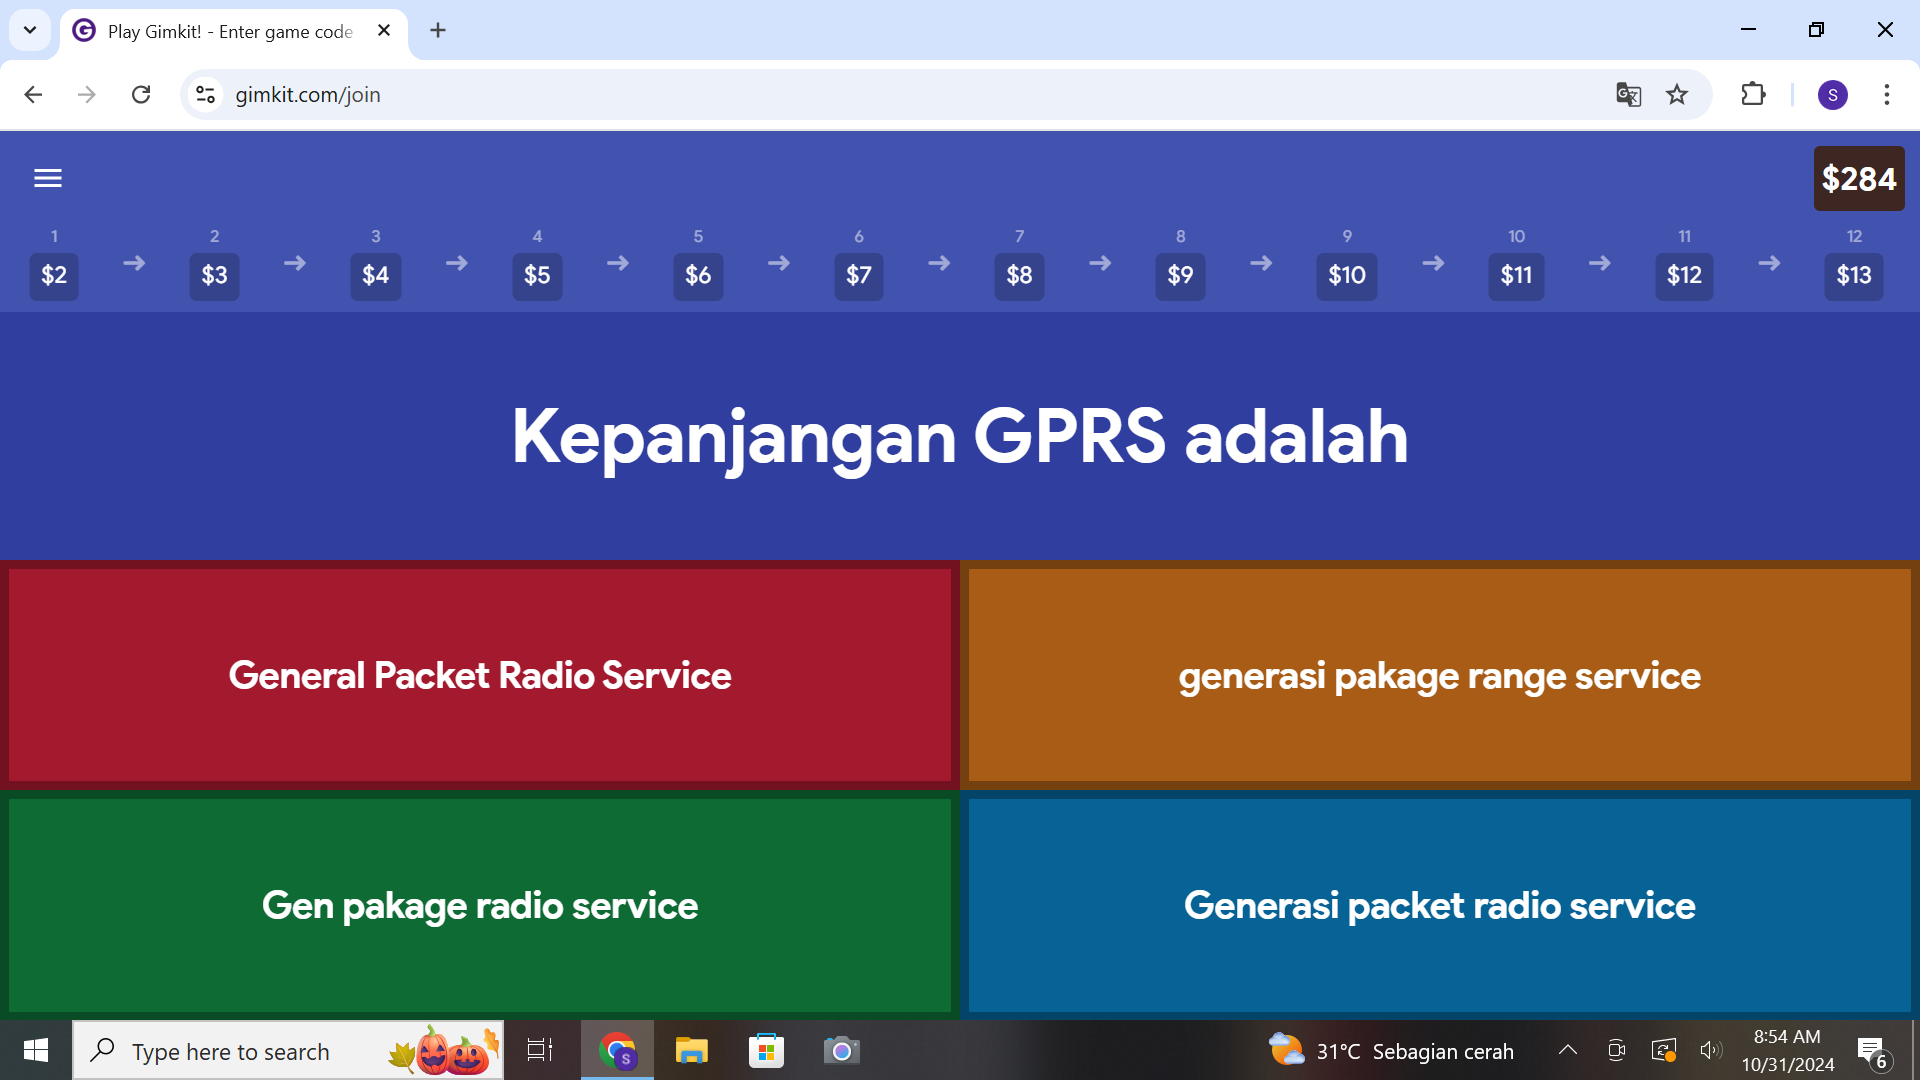 Play Gimkit! - Enter game code
gimkit.com/join
S
$284
1 2 3 4 5 6 7 8 9 10 11 12
$2 $3 $4 $5 $6 $7 $8 $9 $10 $11 $12 $13
Kepanjangan GPRS adalah
General Packet Radio Service
generasi pakage range service
Gen pakage radio service
Generasi packet radio service
Type here to search
S
31°C Sebagian cerah
8:54 AM
10/31/2024
6